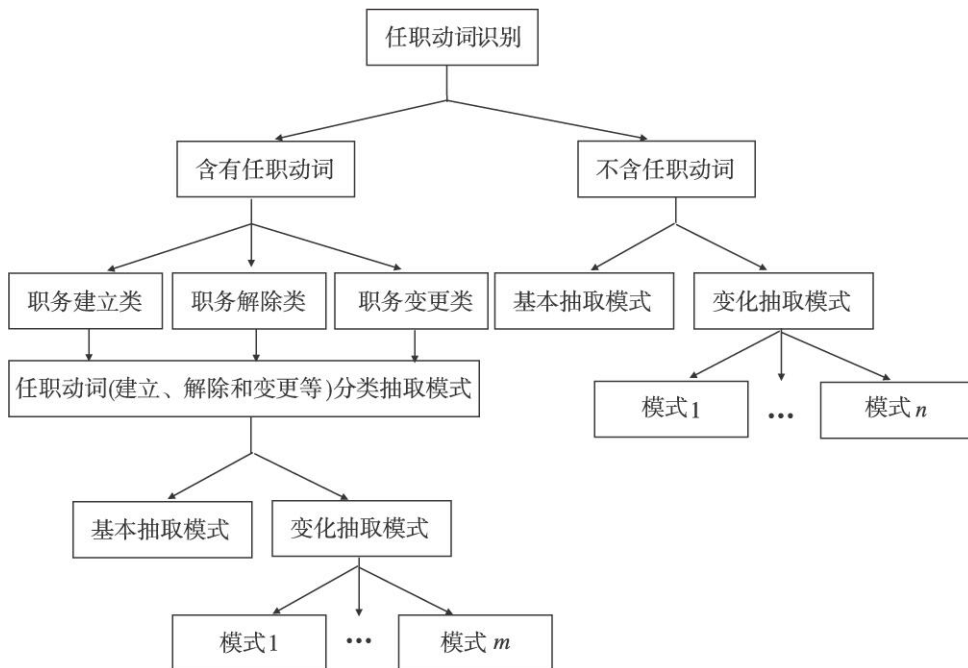 任职动词识别
含有任职动词
不含任职动词
职务建立类
职务解除类
职务变更类
基本抽取模式
变化抽取模式
任职动词(建立、解除和变更等)分类抽取模式
模式1
...
模式n
基本抽取模式
变化抽取模式
模式1
...
模式m